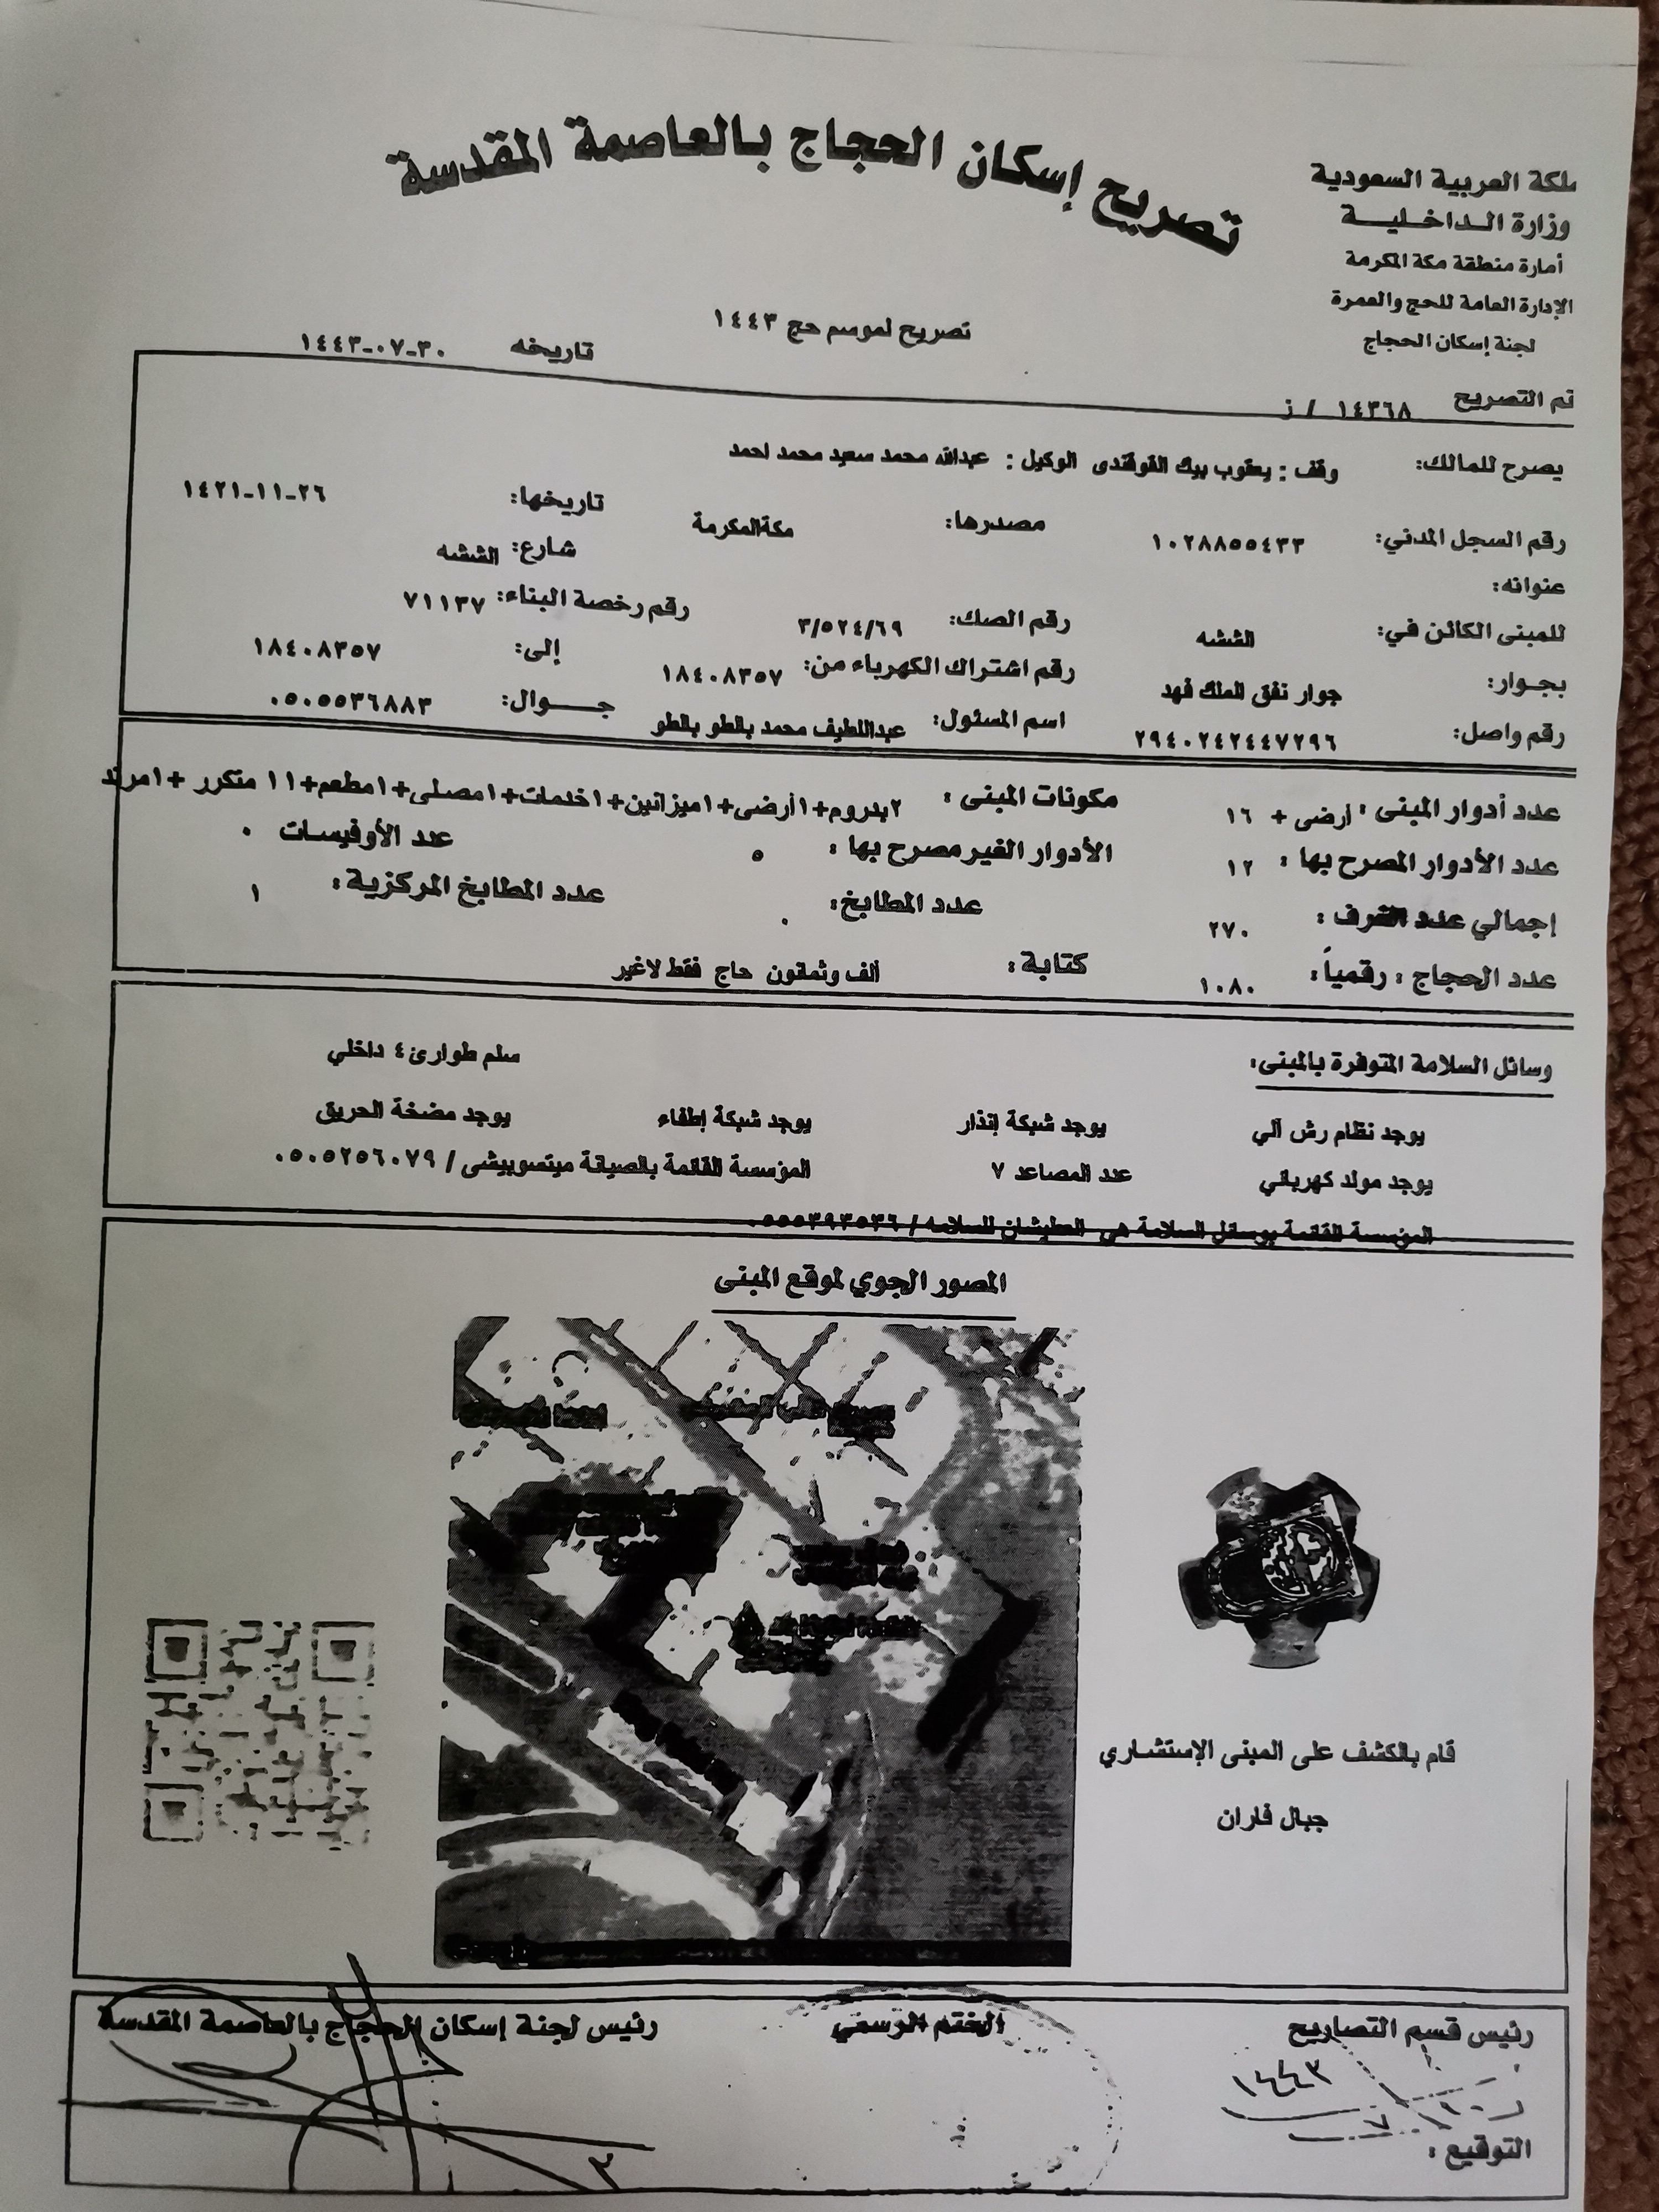 تصريح إسكان الحجاج بالعاصمة المقدسة
ملكة العربية السعودية
وزارة الداخلية
أمارة منطقة مكة المكرمة
الإدارة العامة للحج والعمرة
لجنة إسكان الحجاج
تصريح لموسم حج ١٤٤٣
تاريخه ١٤٤٣-٠٧-٣٠
قم التصريح ١٤٣٦٨ / ز
يصرح للمالك: وقف : يعقوب بيك القوقندى الوكيل : عبدالله محمد سعيد محمد احمد
رقم السجل المدني: ١٠٢٨٨٥٥٤٣٣ مصدرها: مكةالمكرمة تاريخها: ١٤٢١-١١-٢٦
عنوانه: شارع: الششه
للمبنى الكائن في: الششه رقم الصك: ٣/٥٢٤/٦٩ رقم رخصة البناء: ٧١١٣٧
بجوار: جوار نفق الملك فهد رقم اشتراك الكهرباء من: ١٨٤٠٨٣٥٧ إلى: ١٨٤٠٨٣٥٧
رقم واصل: ٢٩٤٠٢٤٢٤٤٧٢٩٦ اسم المسئول: عبداللطيف محمد بالطو بالطو جوال: ٠٥٠٥٥٣٦٨٨٣
عدد أدوار المبنى : أرضى + ١٦ مكونات المبنى : ٢بدروم+١أرضى+١ميزانين+١خدمات+١مصلى+١مطعم+١١ متكرر +١مرتد
عدد الأدوار المصرح بها : ١٢ الأدوار الغير مصرح بها : ٥ عدد الأوفيسات ٠
إجمالي عدد الغرف : ٢٧٠ عدد المطابخ: ٠ عدد المطابخ المركزية: ١
عدد الحجاج : رقمياً: ١٠٨٠ كتابة: ألف وثمانون حاج فقط لاغير
وسائل السلامة المتوفرة بالمبنى: سلم طوارئ ٤ داخلي
يوجد نظام رش آلي يوجد شبكة إنذار يوجد شبكة إطفاء يوجد مضخة الحريق
يوجد مولد كهربائي عدد المصاعد ٧ المؤسسة القائمة بالصيانة ميتسوبيشى / ٠٥٠٥٢٥٦٠٧٩
المؤسسة القائمة بوسائل السلامة هي العطيشان للسلامه / ٠٥٥٥٣٩٣٥٣٦
المصور الجوي لموقع المبنى
قام بالكشف على المبنى الإستشاري
جبال فاران
رئيس قسم التصاريح الختم الرسمي رئيس لجنة إسكان الحجاج بالعاصمة المقدسة
١٤٤٣
التوقيع :